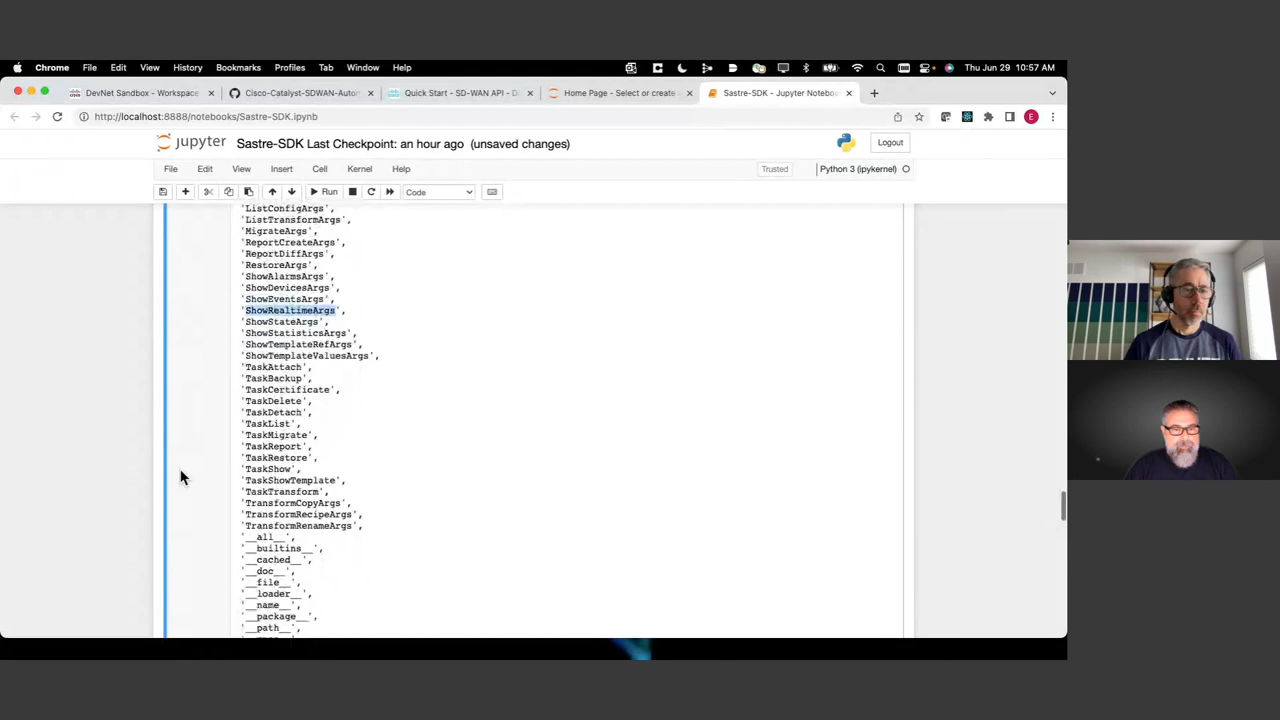 Chrome File Edit View History Bookmarks Profiles Tab Window Help Thu Jun 29 10:57 AM
DevNet Sandbox - Workspace Cisco-Catalyst-SDWAN-Auton Quick Start - SD-WAN API - De Home Page - Select or create Sastre-SDK - Jupyter Notebook
http://localhost:8888/notebooks/Sastre-SDK.ipynb E
jupyter Sastre-SDK Last Checkpoint: an hour ago (unsaved changes) Logout
File Edit View Insert Cell Kernel Help Trusted Python 3 (ipykernel)
Run Code
'ListConfigArgs',
'ListTransformArgs',
'MigrateArgs',
'ReportCreateArgs',
'ReportDiffArgs',
'RestoreArgs',
'ShowAlarmsArgs',
'ShowDevicesArgs',
'ShowEventsArgs',
'ShowRealtimeArgs',
'ShowStateArgs',
'ShowStatisticsArgs',
'ShowTemplateRefArgs',
'ShowTemplateValuesArgs',
'TaskAttach',
'TaskBackup',
'TaskCertificate',
'TaskDelete',
'TaskDetach',
'TaskList',
'TaskMigrate',
'TaskReport',
'TaskRestore',
'TaskShow',
'TaskShowTemplate',
'TaskTransform',
'TransformCopyArgs',
'TransformRecipeArgs',
'TransformRenameArgs',
'__all__',
'__builtins__',
'__cached__',
'__doc__',
'__file__',
'__loader__',
'__name__',
'__package__',
'__path__',